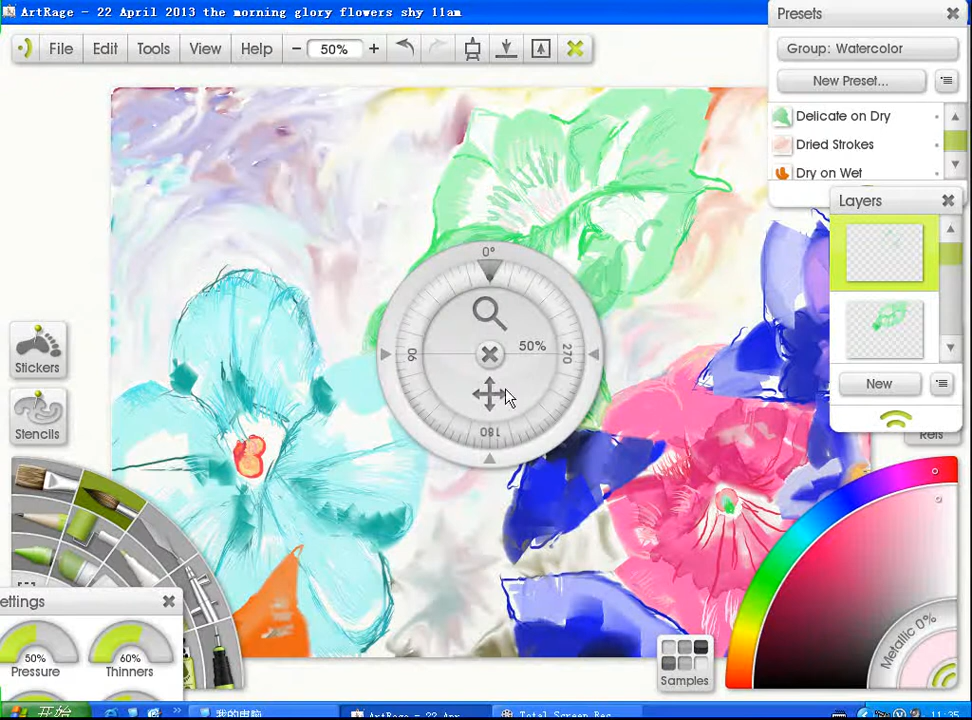 ArtRage - 22 April 2013 the morning glory flowers shy 11am
File Edit Tools View Help − 50% +
Presets
Group: Watercolor
New Preset...
Delicate on Dry
Dried Strokes
Dry on Wet
Layers
New
0°
50%
90
270
180
Stickers
Stencils
Refs
ettings
50%
Pressure
60%
Thinners
Metallic 0%
Samples
开始
我的电脑
ArtRage - 22 Apr...
Total Screen Rec...
11:35